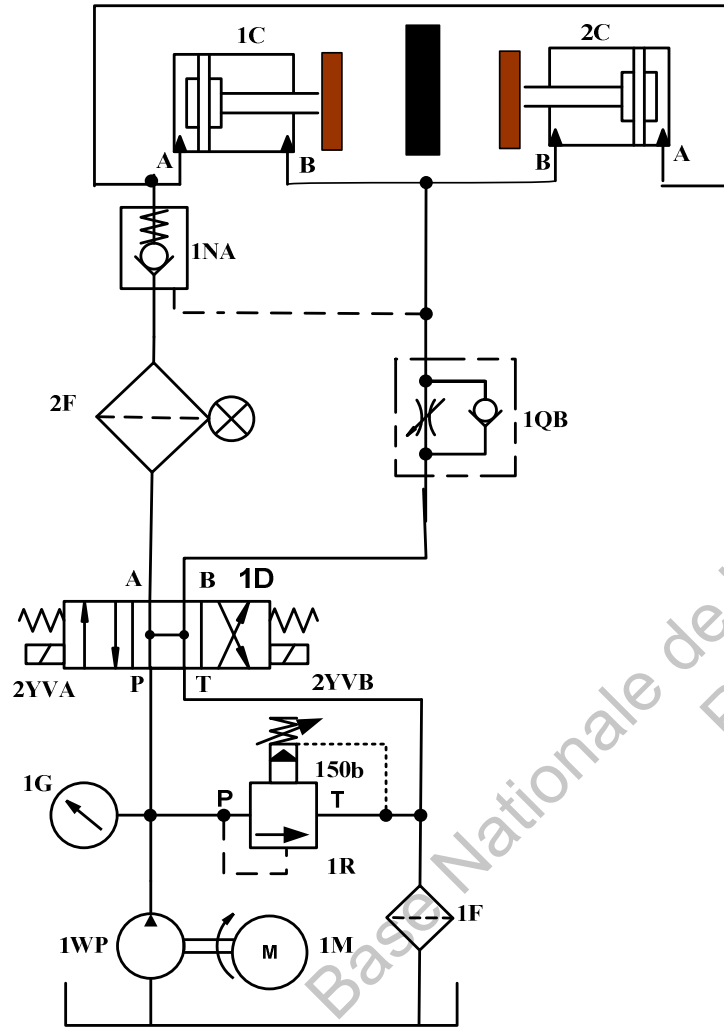 1C 2C
A B B A
1NA
2F 1QB
A B 1D
2YVA P T 2YVB
1G P 150b T
1R
1F
1WP M 1M
Base Nationale de